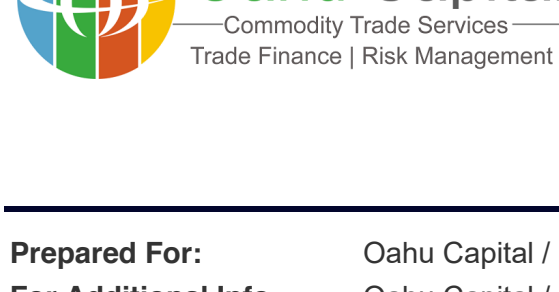 Commodity Trade Services
Trade Finance | Risk Management
Prepared For: Oahu Capital /